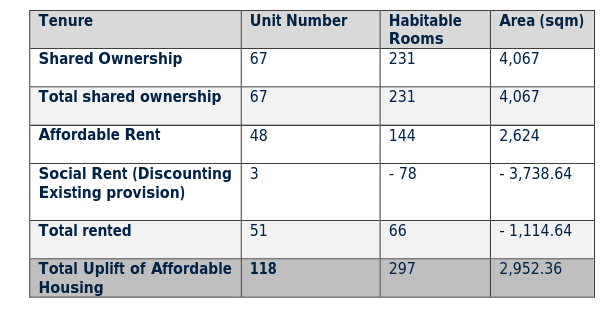 Tenure Unit Number Habitable Rooms Area (sqm)
Shared Ownership 67 231 4,067
Total shared ownership 67 231 4,067
Affordable Rent 48 144 2,624
Social Rent (Discounting Existing provision) 3 - 78 - 3,738.64
Total rented 51 66 - 1,114.64
Total Uplift of Affordable Housing 118 297 2,952.36